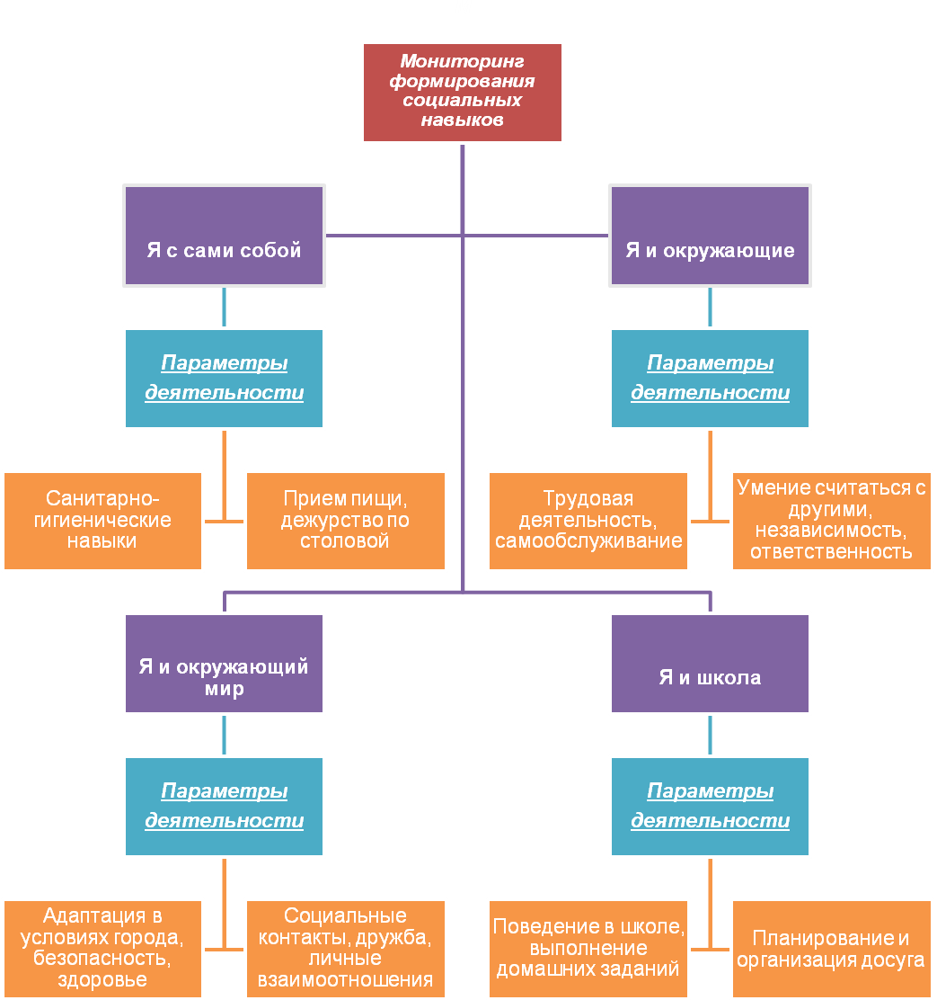 Мониторинг
формирования
социальных
навыков
Я с сами собой
Я и окружающие
Параметры
деятельности
Параметры
деятельности
Санитарно-
гигиенические
навыки
Прием пищи,
дежурство по
столовой
Трудовая
деятельность,
самообслуживание
Умение считаться с
другими,
независимость,
ответственность
Я и окружающий
мир
Я и школа
Параметры
деятельности
Параметры
деятельности
Адаптация в
условиях города,
безопасность,
здоровье
Социальные
контакты, дружба,
личные
взаимоотношения
Поведение в школе,
выполнение
домашних заданий
Планирование и
организация досуга